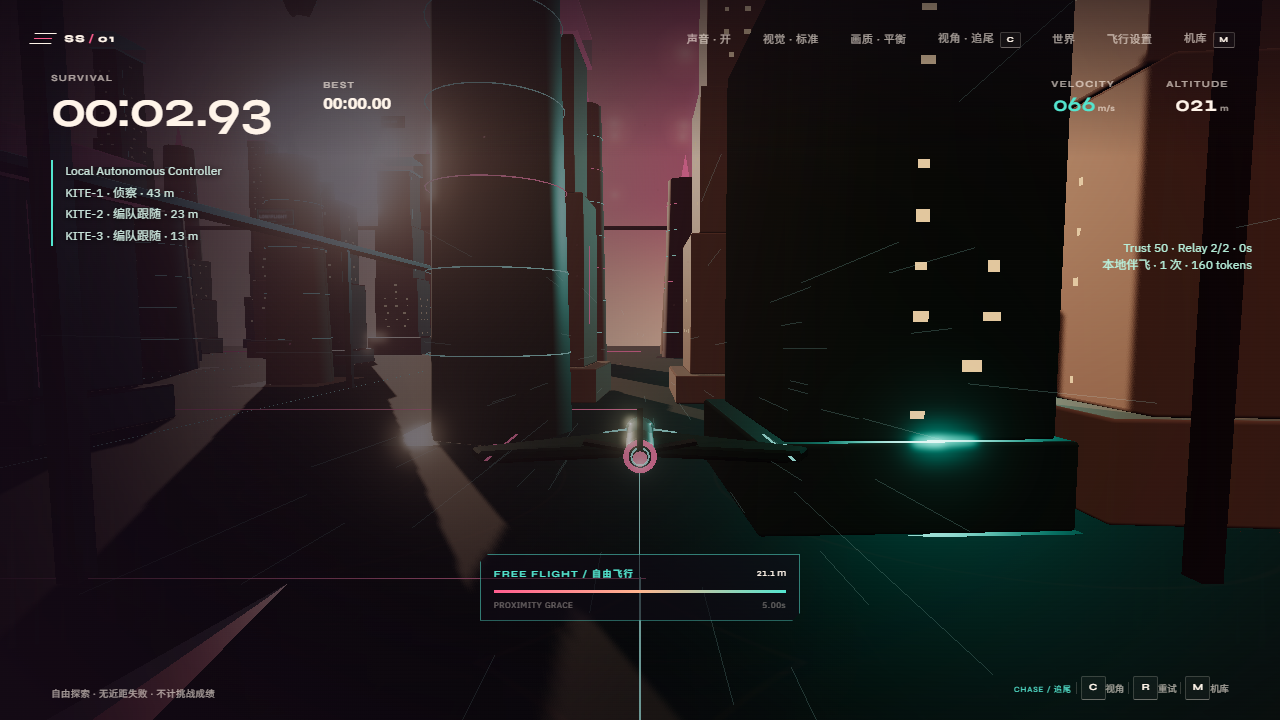 SS / 01
声音 · 开
视觉 · 标准
画质 · 平衡
视角 · 追尾 C
世界
飞行设置
机库 M
SURVIVAL
00:02.93
BEST
00:00.00
VELOCITY
066 m/s
ALTITUDE
021 m
Local Autonomous Controller
KITE-1 · 侦察 · 43 m
KITE-2 · 编队跟随 · 23 m
KITE-3 · 编队跟随 · 13 m
Trust 50 · Relay 2/2 · 0s
本地伴飞 · 1 次 · 160 tokens
FREE FLIGHT / 自由飞行
21.1 m
PROXIMITY GRACE
5.00s
自由探索 · 无近距失败 · 不计挑战成绩
CHASE / 追尾
C 视角
R 重试
M 机库